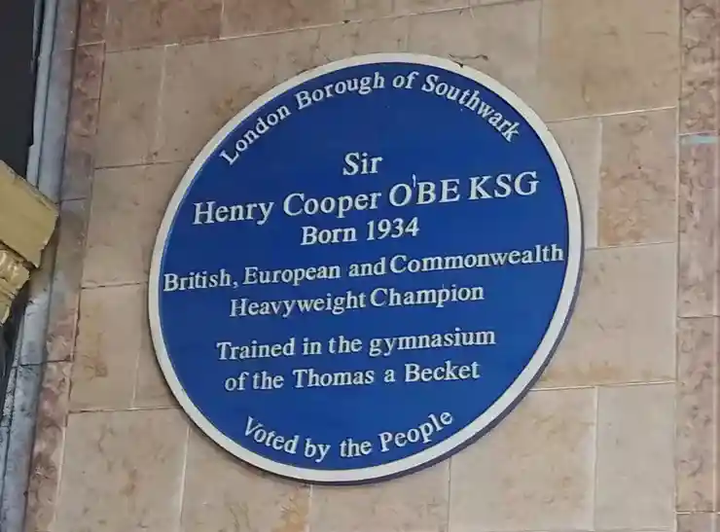 London Borough of Southwark
Sir
Henry Cooper O'BE KSG
Born 1934
British, European and Commonwealth
Heavyweight Champion
Trained in the gymnasium
of the Thomas a Becket
Voted by the People